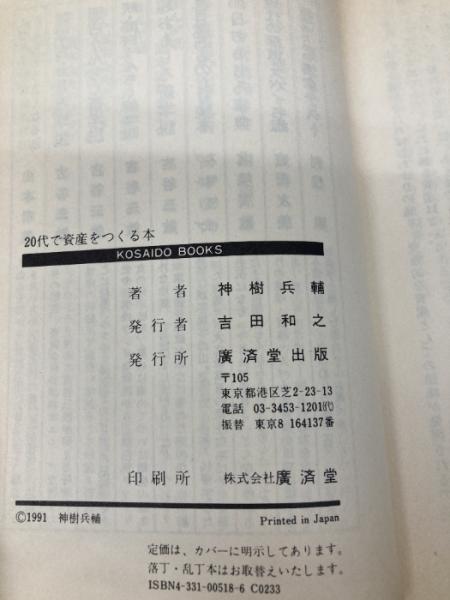 20代で資産をつくる本
KOSAIDO BOOKS
著者 神樹兵輔
発行者 吉田和之
発行所 廣済堂出版
〒105
東京都港区芝2-23-13
電話 03-3453-1201㈹
振替 東京8 164137番
印刷所 株式会社廣済堂
©1991 神樹兵輔 Printed in Japan
定価は、カバーに明示してあります。
落丁・乱丁本はお取替えいたします。
ISBN4-331-00518-6 C0233